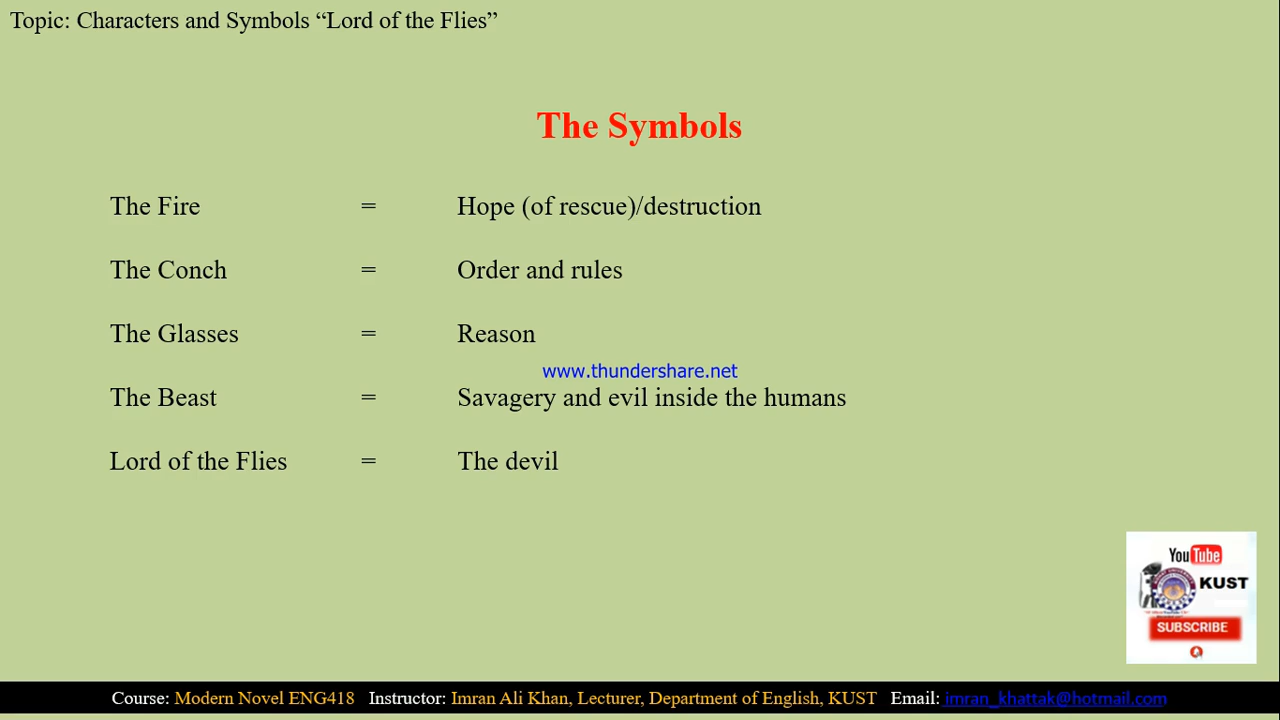 Topic: Characters and Symbols “Lord of the Flies”
The Symbols
The Fire = Hope (of rescue)/destruction
The Conch = Order and rules
The Glasses = Reason
www.thundershare.net
The Beast = Savagery and evil inside the humans
Lord of the Flies = The devil
YouTube
KUST
SUBSCRIBE
Course: Modern Novel ENG418 Instructor: Imran Ali Khan, Lecturer, Department of English, KUST Email: imran_khattak@hotmail.com